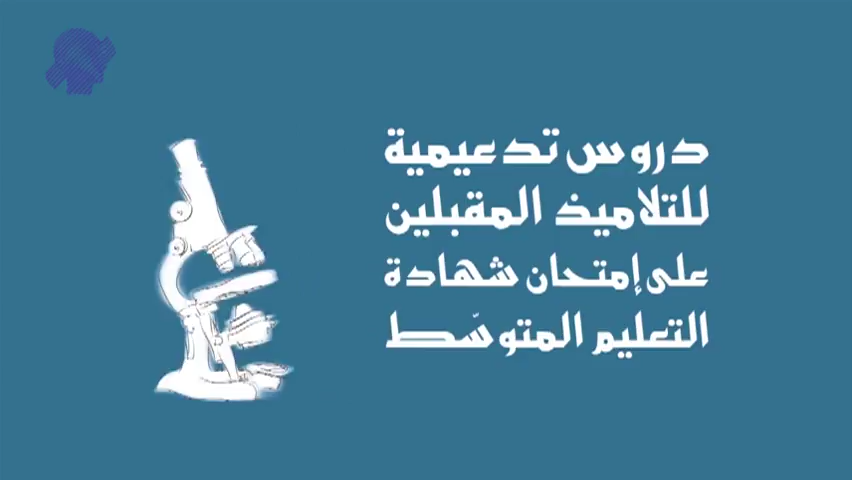 دروس تدعيمية
للتلاميذ المقبلين
على إمتحان شهادة
التعليم المتوسّط